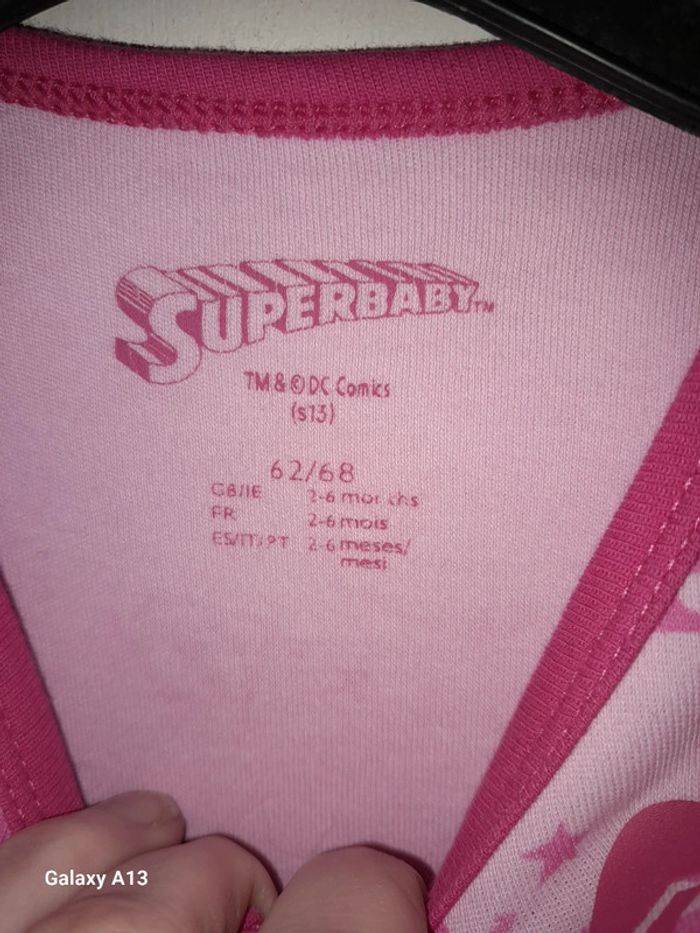 SUPERBABY™
TM & © DC Comics
(s13)
62/68
GB/IE 2-6 months
FR 2-6 mois
ES/IT/PT 2-6 meses/
mesi
Galaxy A13